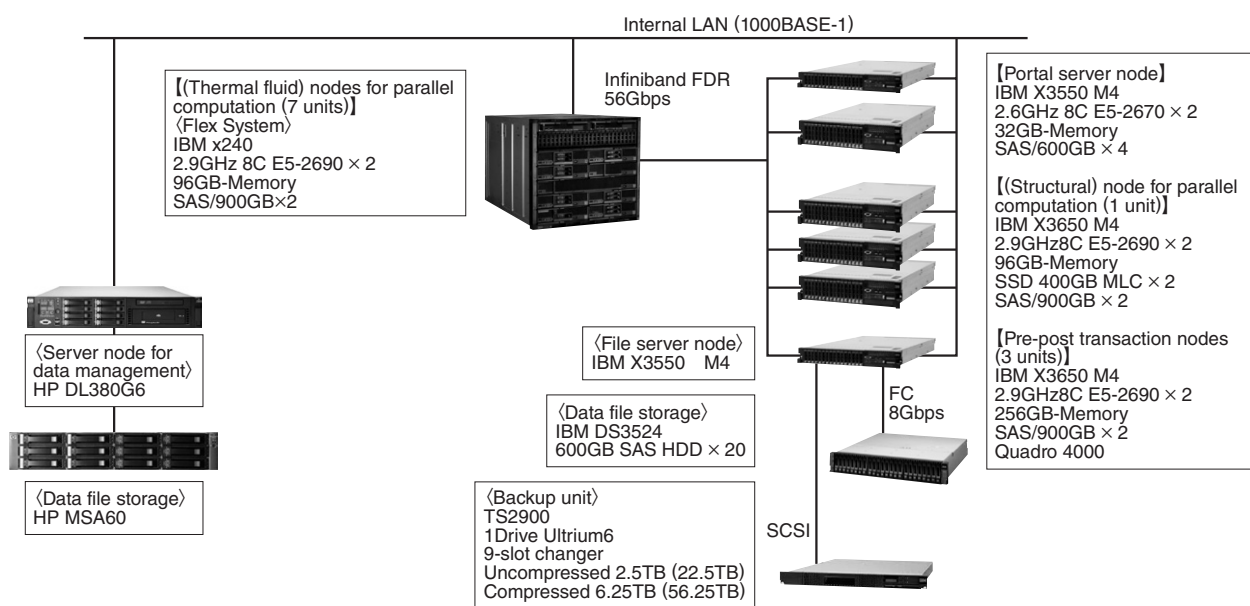 Internal LAN (1000BASE-1)
【(Thermal fluid) nodes for parallel
computation (7 units)】
〈Flex System〉
IBM x240
2.9GHz 8C E5-2690 × 2
96GB-Memory
SAS/900GB×2
Infiniband FDR
56Gbps
【Portal server node】
IBM X3550 M4
2.6GHz 8C E5-2670 × 2
32GB-Memory
SAS/600GB × 4
【(Structural) node for parallel
computation (1 unit)】
IBM X3650 M4
2.9GHz8C E5-2690 × 2
96GB-Memory
SSD 400GB MLC × 2
SAS/900GB × 2
【Pre-post transaction nodes
(3 units)】
IBM X3650 M4
2.9GHz8C E5-2690 × 2
256GB-Memory
SAS/900GB × 2
Quadro 4000
〈Server node for
data management〉
HP DL380G6
〈Data file storage〉
HP MSA60
〈File server node〉
IBM X3550 M4
FC
8Gbps
〈Data file storage〉
IBM DS3524
600GB SAS HDD × 20
〈Backup unit〉
TS2900
1Drive Ultrium6
9-slot changer
Uncompressed 2.5TB (22.5TB)
Compressed 6.25TB (56.25TB)
SCSI